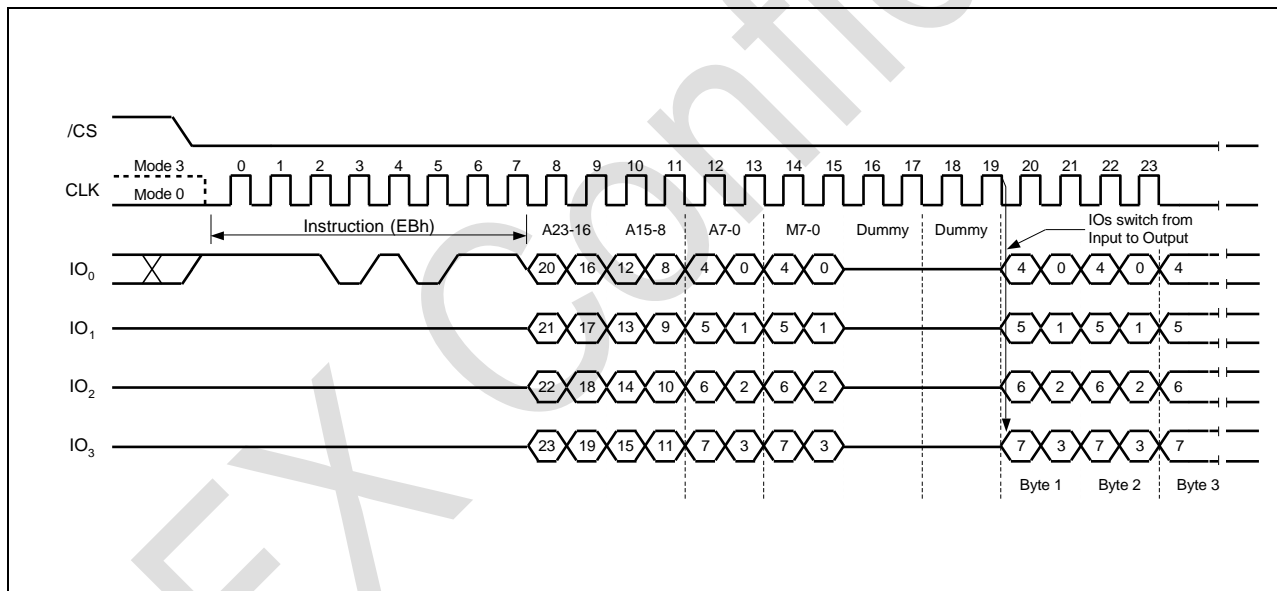 /CS
Mode 3 0 1 2 3 4 5 6 7 8 9 10 11 12 13 14 15 16 17 18 19 20 21 22 23
CLK Mode 0
Instruction (EBh) A23-16 A15-8 A7-0 M7-0 Dummy Dummy IOs switch from
Input to Output
IO0 20 16 12 8 4 0 4 0 4 0 4 0 4
IO1 21 17 13 9 5 1 5 1 5 1 5 1 5
IO2 22 18 14 10 6 2 6 2 6 2 6 2 6
IO3 23 19 15 11 7 3 7 3 7 3 7 3 7
Byte 1 Byte 2 Byte 3